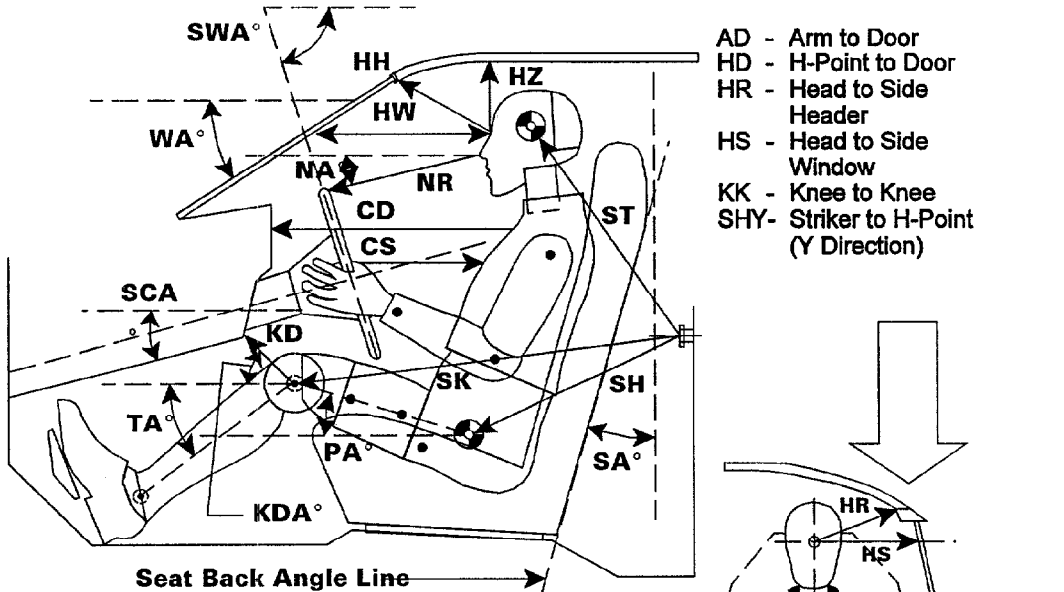 SWA°
HH
HZ
HW
WA°
NA°
NR
CD
CS
ST
SCA
°
KD
SK
SH
TA°
PA°
SA°
KDA°
Seat Back Angle Line
AD - Arm to Door
HD - H-Point to Door
HR - Head to Side
Header
HS - Head to Side
Window
KK - Knee to Knee
SHY- Striker to H-Point
(Y Direction)
HR
HS